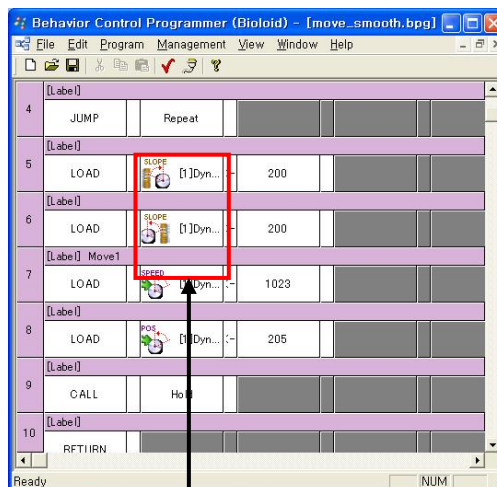 Behavior Control Programmer (Bioloid) - [move_smooth.bpg]
File Edit Program Management View Window Help
[Label]
4 JUMP Repeat
[Label]
5 LOAD SLOPE [1]Dyn... <- 200
[Label]
6 LOAD SLOPE [1]Dyn... <- 200
[Label] Move1
7 LOAD SPEED [1]Dyn... <- 1023
[Label]
8 LOAD POS [1]Dyn... <- 205
[Label]
9 CALL Hold
[Label]
10 RETURN
Ready NUM